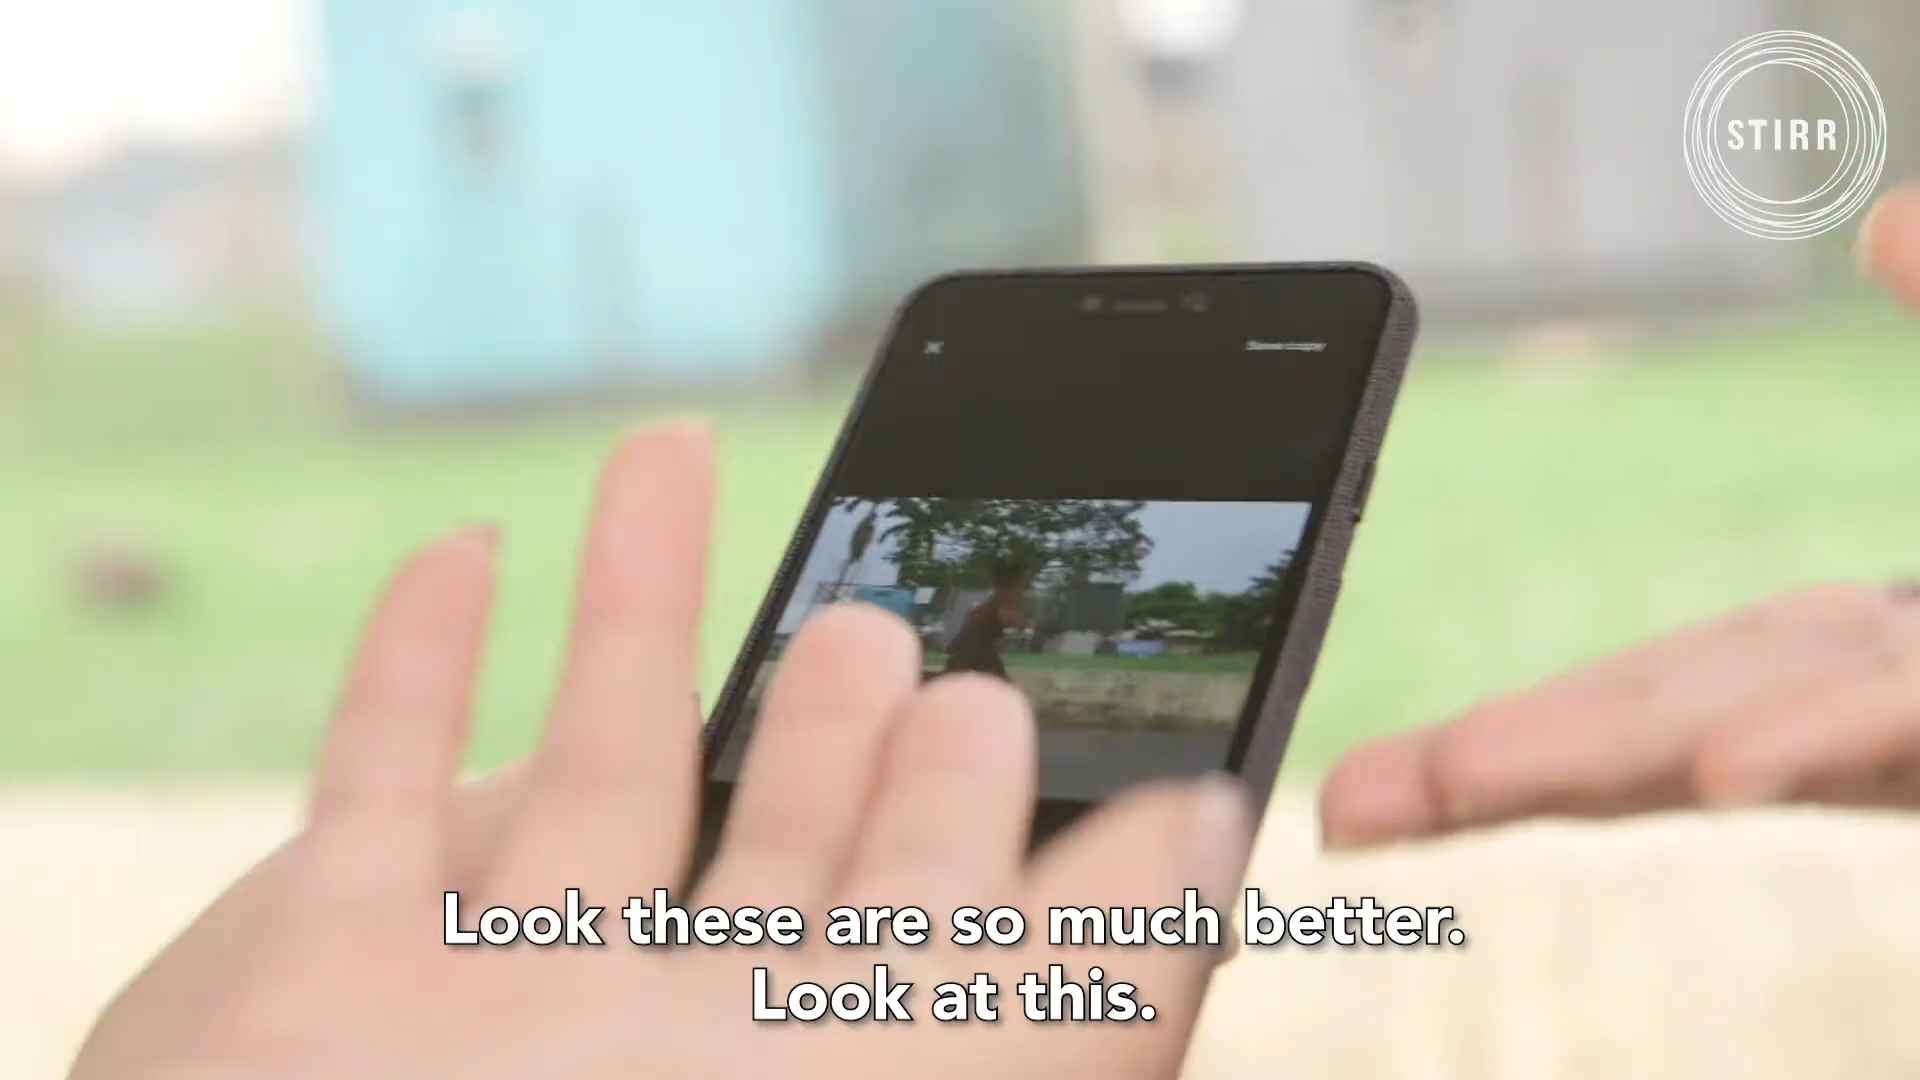 STIRR
Look these are so much better.
Look at this.